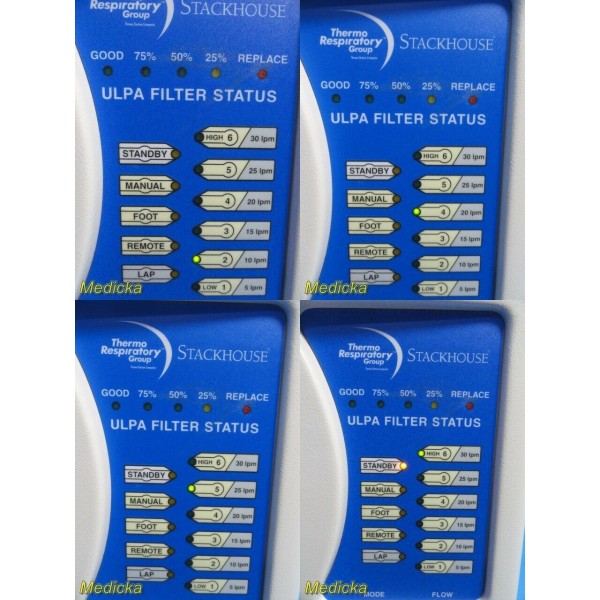 Respiratory
Group
STACKHOUSE
GOOD 75% 50% 25% REPLACE
ULPA FILTER STATUS
HIGH 6 30 lpm
STANDBY
5 25 lpm
MANUAL
4 20 lpm
FOOT
3 15 lpm
REMOTE
2 10 lpm
LAP
LOW 1 5 lpm
Medicka
Thermo
Respiratory
Group
STACKHOUSE
GOOD 75% 50% 25% REPLACE
ULPA FILTER STATUS
HIGH 6 30 lpm
STANDBY
5 25 lpm
MANUAL
4 20 lpm
FOOT
3 15 lpm
REMOTE
2 10 lpm
LAP
LOW 1 5 lpm
Medicka
Thermo
Respiratory
Group
STACKHOUSE
GOOD 75% 50% 25% REPLACE
ULPA FILTER STATUS
HIGH 6 30 lpm
STANDBY
5 25 lpm
MANUAL
4 20 lpm
FOOT
3 15 lpm
REMOTE
2 10 lpm
LAP
LOW 1 5 lpm
Medicka
Thermo
Respiratory
Group
STACKHOUSE
GOOD 75% 50% 25% REPLACE
ULPA FILTER STATUS
HIGH 6 30 lpm
STANDBY
5 25 lpm
MANUAL
4 20 lpm
FOOT
3 15 lpm
REMOTE
2 10 lpm
LAP
LOW 1 5 lpm
MODE FLOW
Medicka